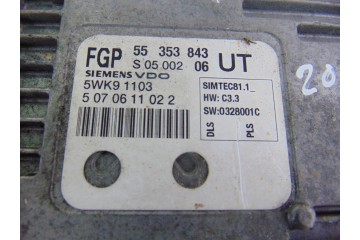 FGP 55 353 843
S 05 002 06 UT
SIEMENS VDO
5WK9 1103
5 07 06 11 02 2
SIMTEC81.1_
HW: C3.3
SW:0328001C
DLS PLS
20